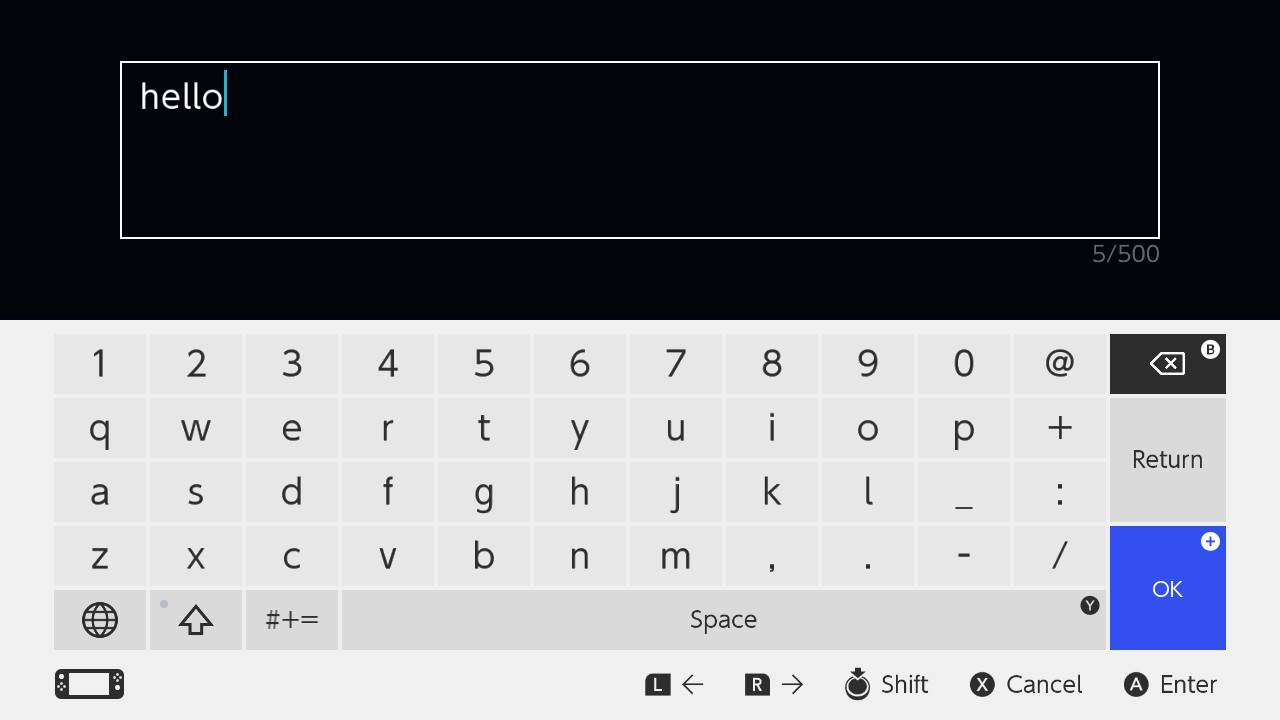 hello
5/500
1 2 3 4 5 6 7 8 9 0 @ B
q w e r t y u i o p +
Return
a s d f g h j k l _ :
z x c v b n m , . - / +
OK
#+= Space Y
L ← R → Shift X Cancel A Enter